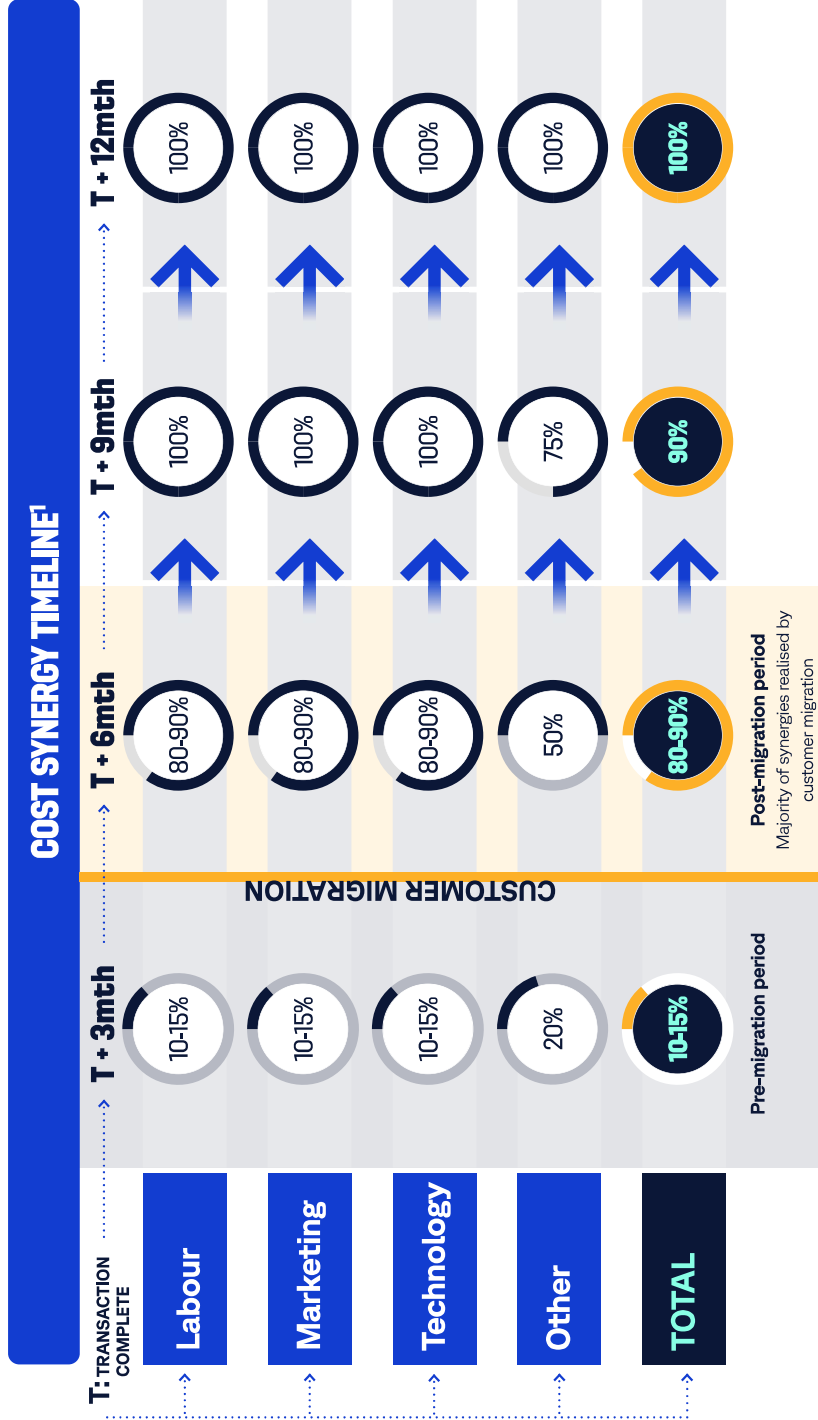 COST SYNERGY TIMELINE¹
T: TRANSACTION
COMPLETE
T + 3mth
T + 6mth
T + 9mth
T + 12mth
Labour
10-15%
80-90%
100%
100%
Marketing
10-15%
80-90%
100%
100%
Technology
10-15%
80-90%
100%
100%
Other
20%
50%
75%
100%
TOTAL
10-15%
80-90%
90%
100%
CUSTOMER MIGRATION
Pre-migration period
Post-migration period
Majority of synergies realised by
customer migration